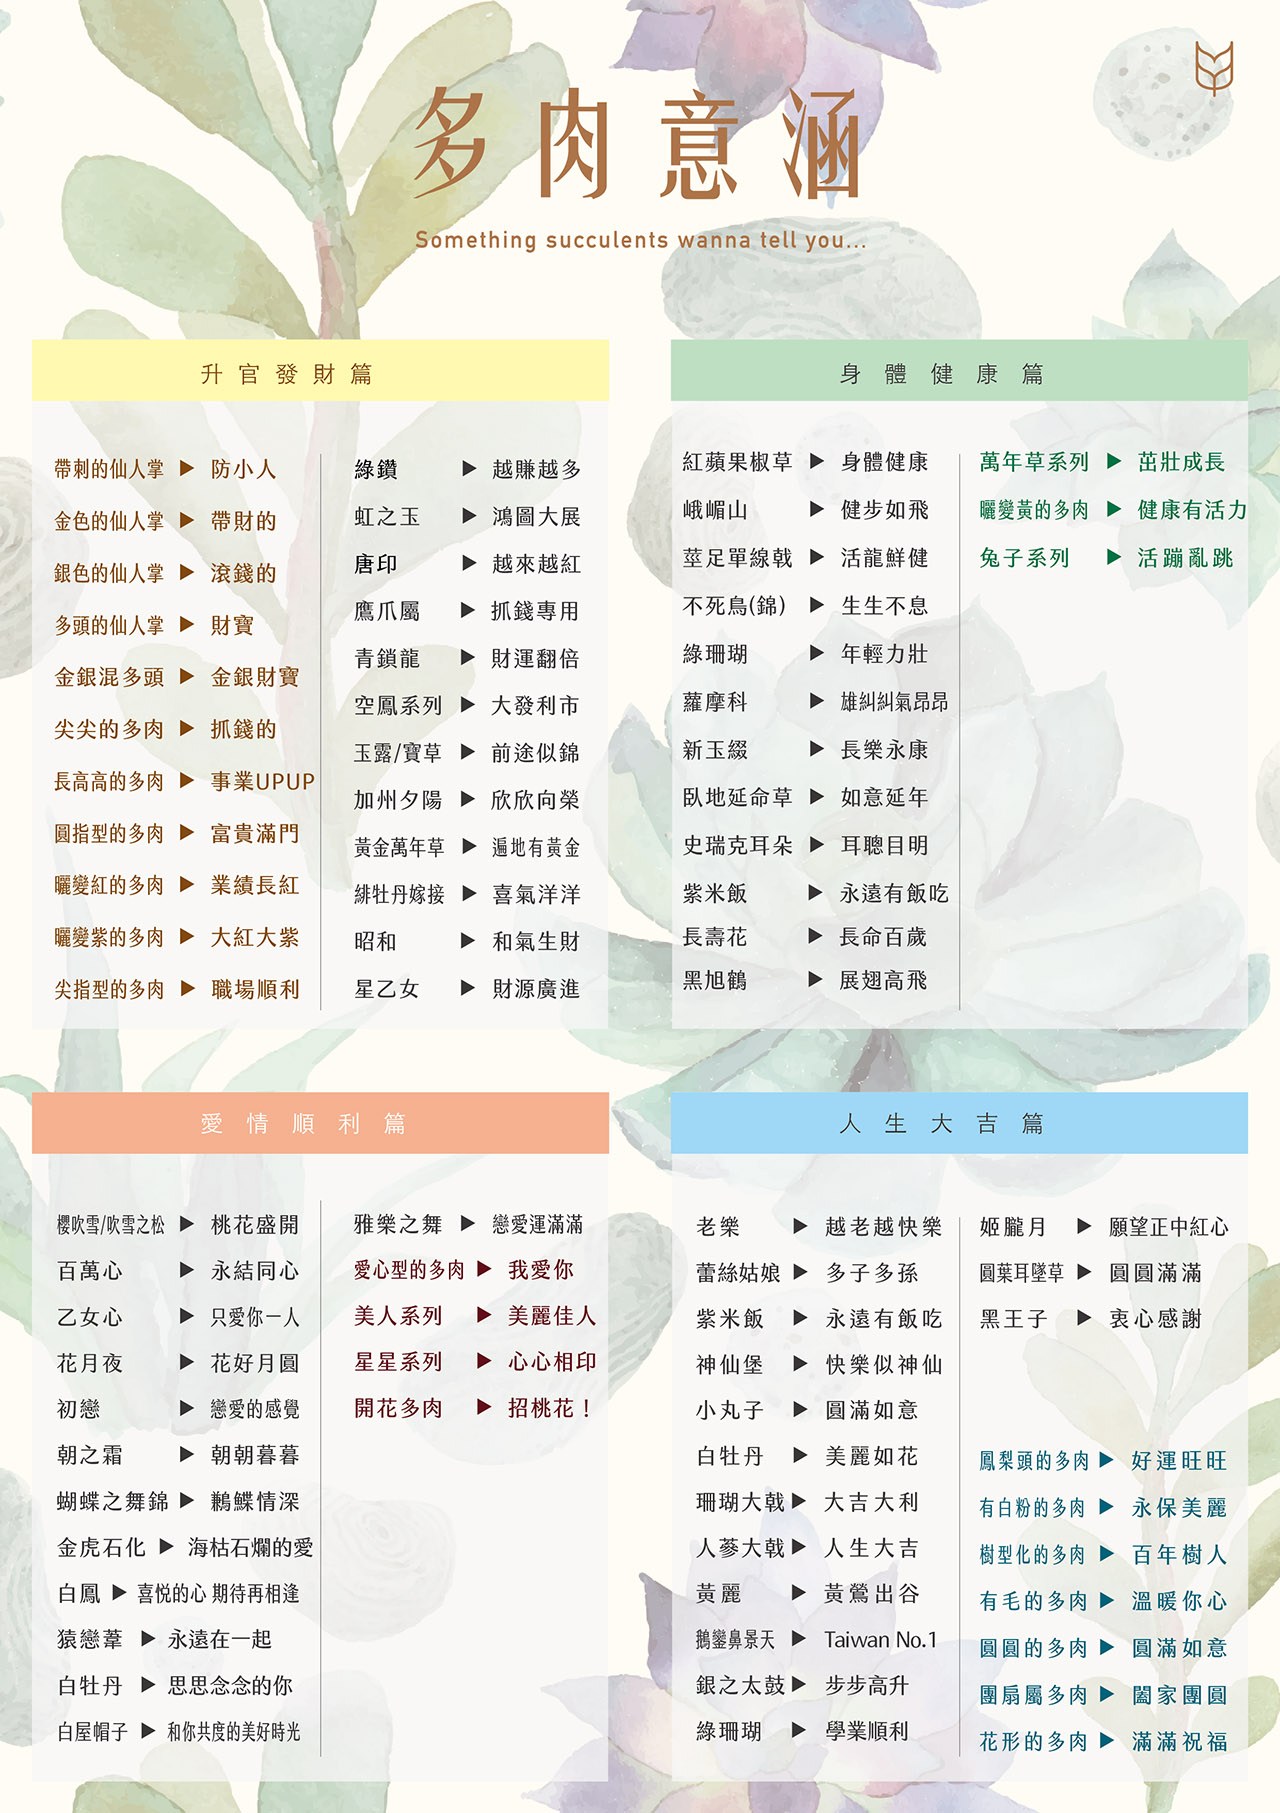 多肉意涵
Something succulents wanna tell you...
升官發財篇
帶刺的仙人掌 ▶ 防小人
金色的仙人掌 ▶ 帶財的
銀色的仙人掌 ▶ 滾錢的
多頭的仙人掌 ▶ 財寶
金銀混多頭 ▶ 金銀財寶
尖尖的多肉 ▶ 抓錢的
長高高的多肉 ▶ 事業UPUP
圓指型的多肉 ▶ 富貴滿門
曬變紅的多肉 ▶ 業績長紅
曬變紫的多肉 ▶ 大紅大紫
尖指型的多肉 ▶ 職場順利
綠鑽 ▶ 越賺越多
虹之玉 ▶ 鴻圖大展
唐印 ▶ 越來越紅
鷹爪屬 ▶ 抓錢專用
青鎖龍 ▶ 財運翻倍
空鳳系列 ▶ 大發利市
玉露/寶草 ▶ 前途似錦
加州夕陽 ▶ 欣欣向榮
黃金萬年草 ▶ 遍地有黃金
緋牡丹嫁接 ▶ 喜氣洋洋
昭和 ▶ 和氣生財
星乙女 ▶ 財源廣進
身體健康篇
紅蘋果椒草 ▶ 身體健康
峨嵋山 ▶ 健步如飛
莖足單線戟 ▶ 活龍鮮健
不死鳥(錦) ▶ 生生不息
綠珊瑚 ▶ 年輕力壯
蘿摩科 ▶ 雄糾糾氣昂昂
新玉綴 ▶ 長樂永康
臥地延命草 ▶ 如意延年
史瑞克耳朵 ▶ 耳聰目明
紫米飯 ▶ 永遠有飯吃
長壽花 ▶ 長命百歲
黑旭鶴 ▶ 展翅高飛
萬年草系列 ▶ 茁壯成長
曬變黃的多肉 ▶ 健康有活力
兔子系列 ▶ 活蹦亂跳
愛情順利篇
櫻吹雪/吹雪之松 ▶ 桃花盛開
百萬心 ▶ 永結同心
乙女心 ▶ 只愛你一人
花月夜 ▶ 花好月圓
初戀 ▶ 戀愛的感覺
朝之霜 ▶ 朝朝暮暮
蝴蝶之舞錦 ▶ 鶼鰈情深
金虎石化 ▶ 海枯石爛的愛
白鳳 ▶ 喜悅的心 期待再相逢
猿戀葦 ▶ 永遠在一起
白牡丹 ▶ 思思念念的你
白屋帽子 ▶ 和你共度的美好時光
雅樂之舞 ▶ 戀愛運滿滿
愛心型的多肉 ▶ 我愛你
美人系列 ▶ 美麗佳人
星星系列 ▶ 心心相印
開花多肉 ▶ 招桃花！
人生大吉篇
老樂 ▶ 越老越快樂
蕾絲姑娘 ▶ 多子多孫
紫米飯 ▶ 永遠有飯吃
神仙堡 ▶ 快樂似神仙
小丸子 ▶ 圓滿如意
白牡丹 ▶ 美麗如花
珊瑚大戟 ▶ 大吉大利
人蔘大戟 ▶ 人生大吉
黃麗 ▶ 黃鶯出谷
鵝鑾鼻景天 ▶ Taiwan No.1
銀之太鼓 ▶ 步步高升
綠珊瑚 ▶ 學業順利
姬朧月 ▶ 願望正中紅心
圓葉耳墜草 ▶ 圓圓滿滿
黑王子 ▶ 衷心感謝
鳳梨頭的多肉 ▶ 好運旺旺
有白粉的多肉 ▶ 永保美麗
樹型化的多肉 ▶ 百年樹人
有毛的多肉 ▶ 溫暖你心
圓圓的多肉 ▶ 圓滿如意
團扇屬多肉 ▶ 闔家團圓
花形的多肉 ▶ 滿滿祝福